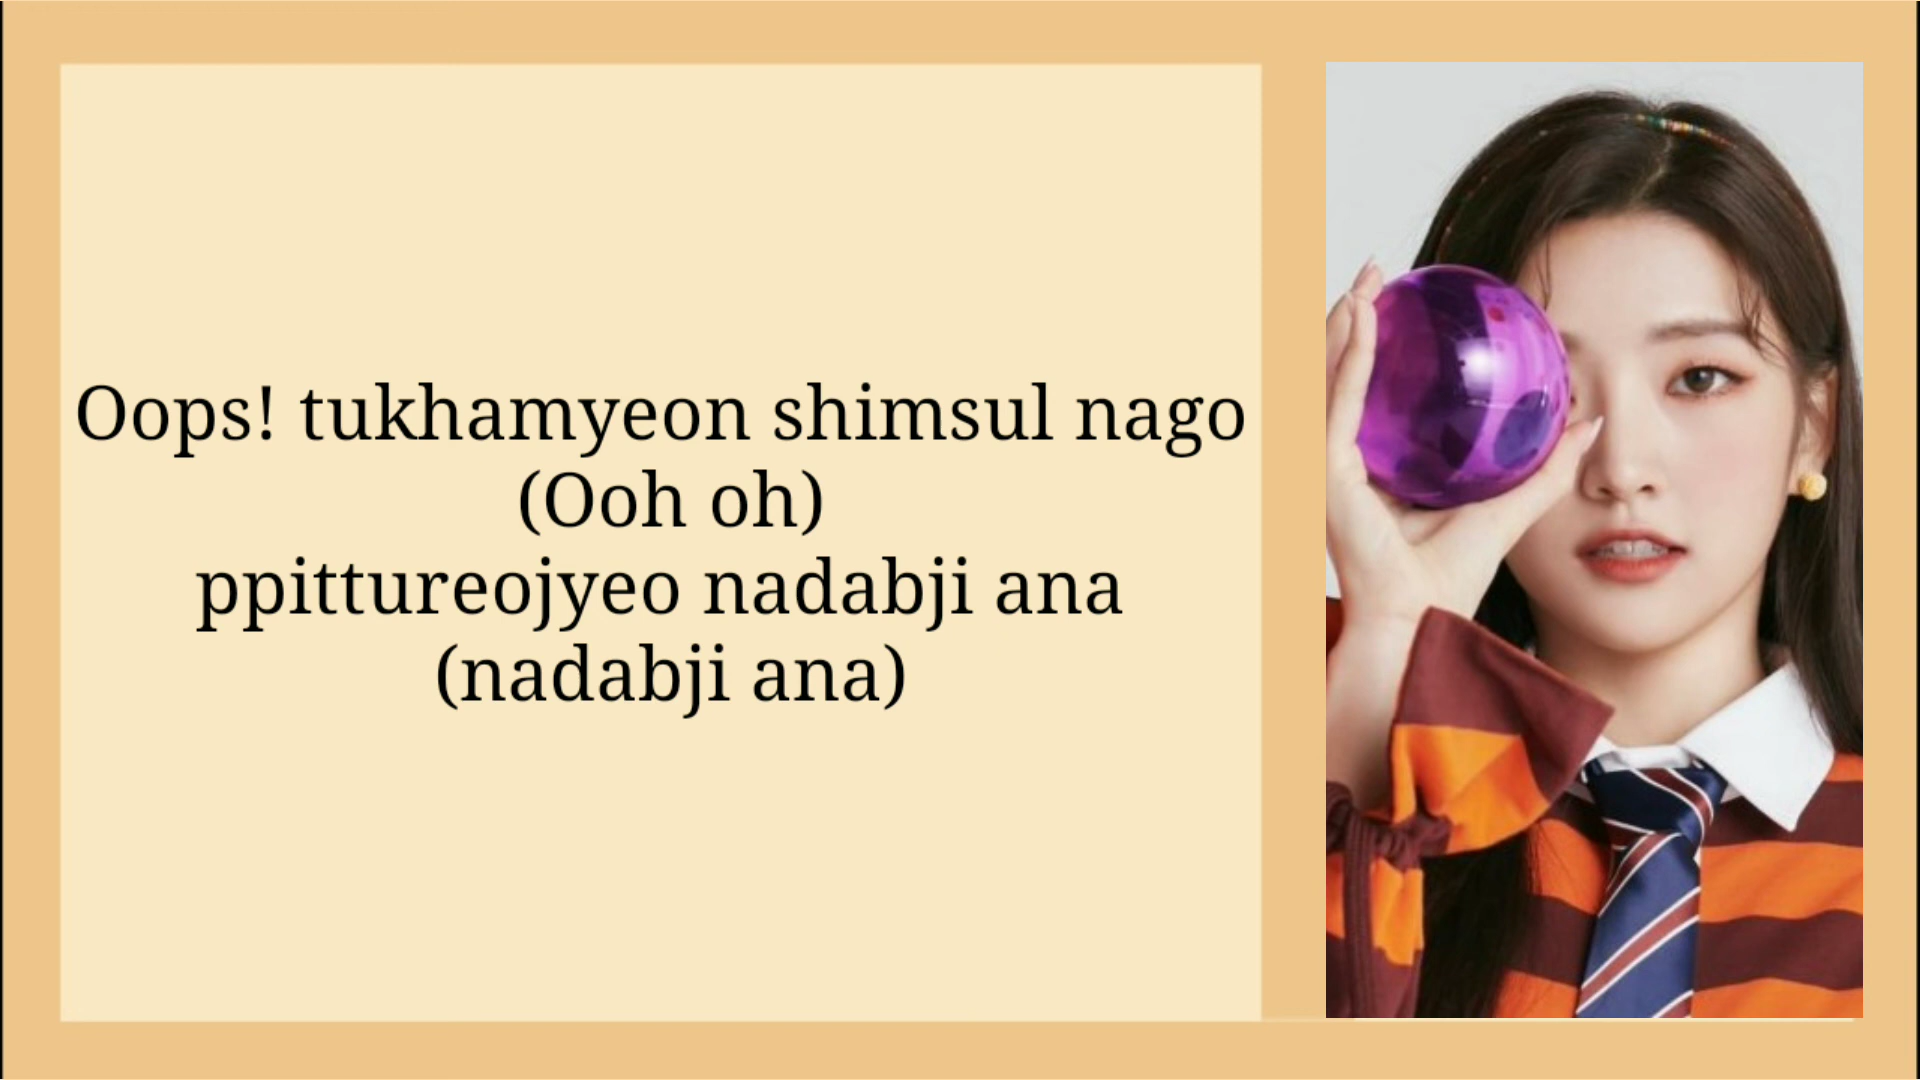 Oops! tukhamyeon shimsul nago
(Ooh oh)
ppittureojyeo nadabji ana
(nadabji ana)